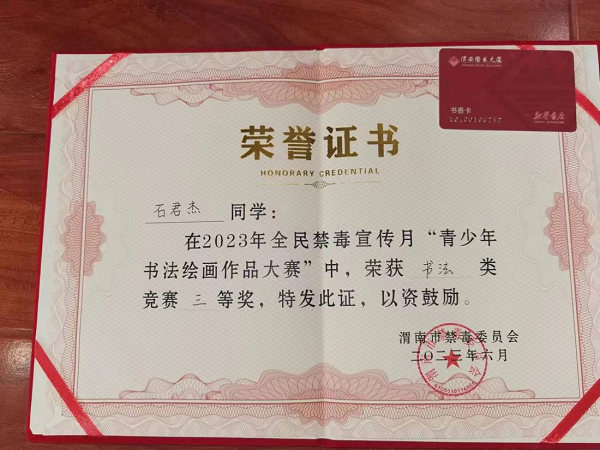 渭南图书大厦
书香卡
新华书店
荣誉证书
HONORARY CREDENTIAL
石君杰 同学：
在2023年全民禁毒宣传月“青少年
书法绘画作品大赛”中，荣获 书法 类
竞赛 三 等奖，特发此证，以资鼓励。
渭南市禁毒委员会
二〇二三年六月